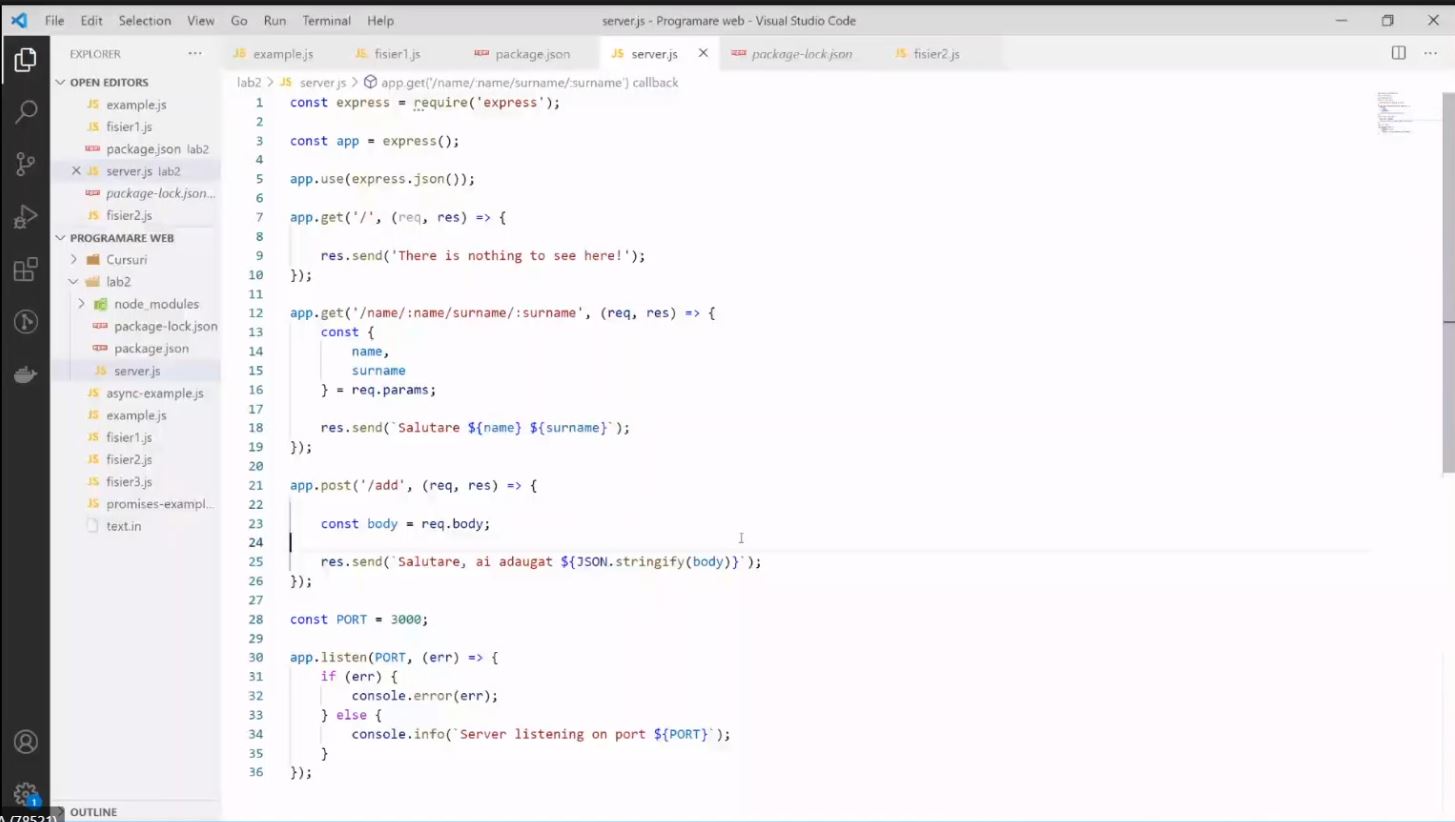 File Edit Selection View Go Run Terminal Help server.js - Programare web - Visual Studio Code
EXPLORER ...
OPEN EDITORS
JS example.js
JS fisier1.js
package.json lab2
JS server.js lab2
package-lock.json...
JS fisier2.js
PROGRAMARE WEB
Cursuri
lab2
node_modules
package-lock.json
package.json
JS server.js
JS async-example.js
JS example.js
JS fisier1.js
JS fisier2.js
JS fisier3.js
JS promises-exampl...
text.in
OUTLINE
1
A (78521)
JS example.js JS fisier1.js package.json JS server.js package-lock.json JS fisier2.js
lab2 > JS server.js > app.get('/name/:name/surname/:surname') callback
1 const express = require('express');
2
3 const app = express();
4
5 app.use(express.json());
6
7 app.get('/', (req, res) => {
8
9 res.send('There is nothing to see here!');
10 });
11
12 app.get('/name/:name/surname/:surname', (req, res) => {
13 const {
14 name,
15 surname
16 } = req.params;
17
18 res.send(`Salutare ${name} ${surname}`);
19 });
20
21 app.post('/add', (req, res) => {
22
23 const body = req.body;
24
25 res.send(`Salutare, ai adaugat ${JSON.stringify(body)}`);
26 });
27
28 const PORT = 3000;
29
30 app.listen(PORT, (err) => {
31 if (err) {
32 console.error(err);
33 } else {
34 console.info(`Server listening on port ${PORT}`);
35 }
36 });